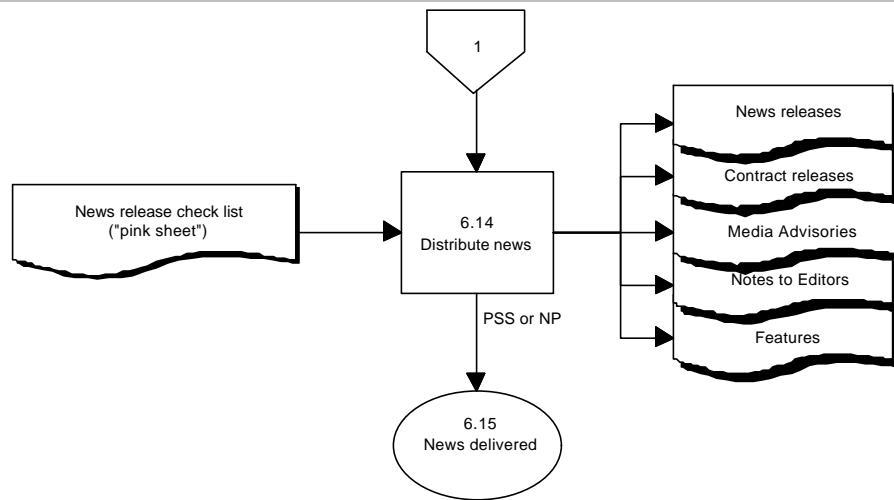 1
News release check list
("pink sheet")
6.14
Distribute news
News releases
Contract releases
Media Advisories
Notes to Editors
Features
PSS or NP
6.15
News delivered